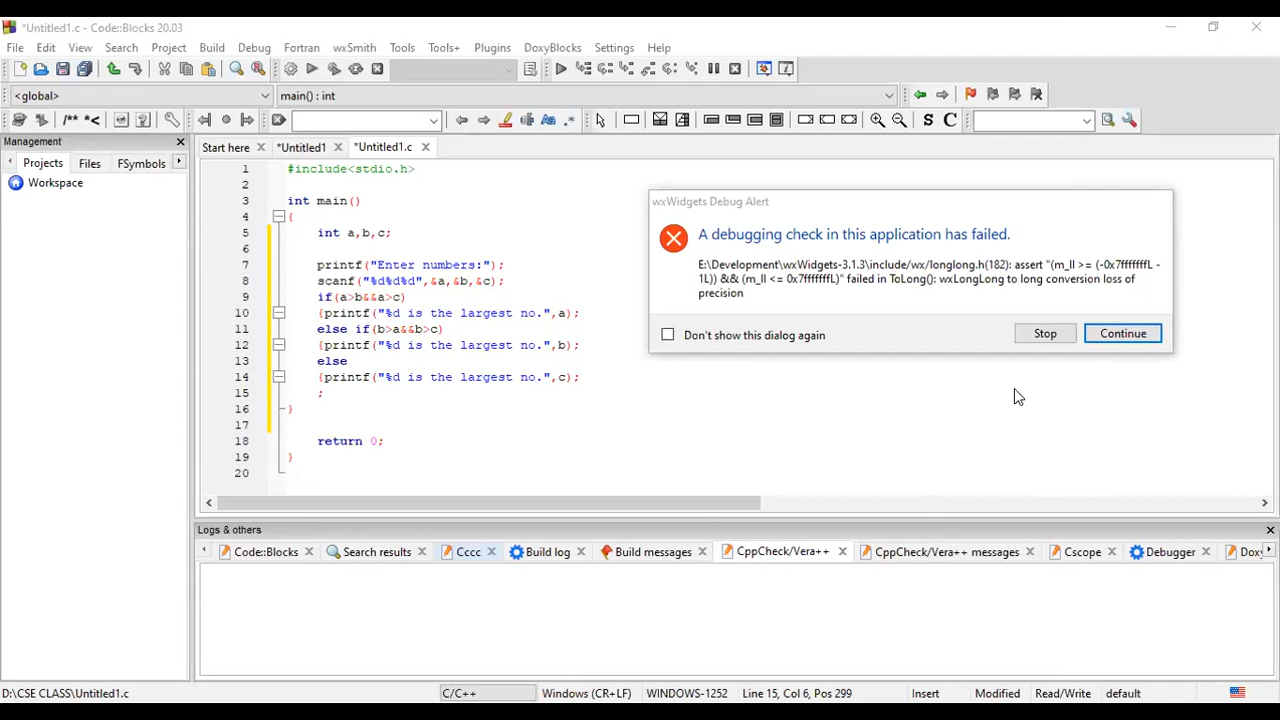 *Untitled1.c - Code::Blocks 20.03
File Edit View Search Project Build Debug Fortran wxSmith Tools Tools+ Plugins DoxyBlocks Settings Help
<global> main() : int
/** *< .* S C
Management
Projects Files FSymbols
Workspace
Start here *Untitled1 *Untitled1.c
1 #include<stdio.h>
2
3 int main()
4 {
5 int a,b,c;
6
7 printf("Enter numbers:");
8 scanf("%d%d%d",&a,&b,&c);
9 if(a>b&&a>c)
10 {printf("%d is the largest no.",a);
11 else if(b>a&&b>c)
12 {printf("%d is the largest no.",b);
13 else
14 {printf("%d is the largest no.",c);
15 ;
16 }
17
18 return 0;
19 }
20
wxWidgets Debug Alert
A debugging check in this application has failed.
E:\Development\wxWidgets-3.1.3\include/wx/longlong.h(182): assert "(m_ll >= (-0x7fffffffL -
1L)) && (m_ll <= 0x7fffffffL)" failed in ToLong(): wxLongLong to long conversion loss of
precision
Don't show this dialog again Stop Continue
Logs & others
Code::Blocks Search results Cccc Build log Build messages CppCheck/Vera++ CppCheck/Vera++ messages Cscope Debugger Doxy
D:\CSE CLASS\Untitled1.c C/C++ Windows (CR+LF) WINDOWS-1252 Line 15, Col 6, Pos 299 Insert Modified Read/Write default